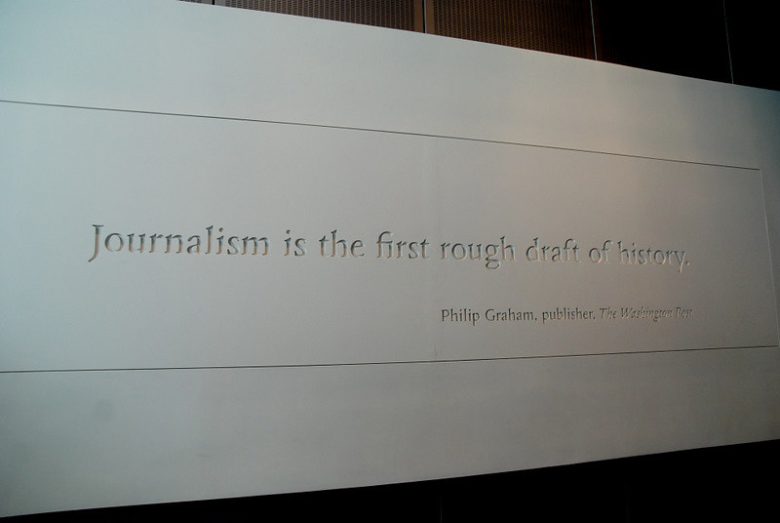 Journalism is the first rough draft of history.
Philip Graham, publisher, The Washington Post